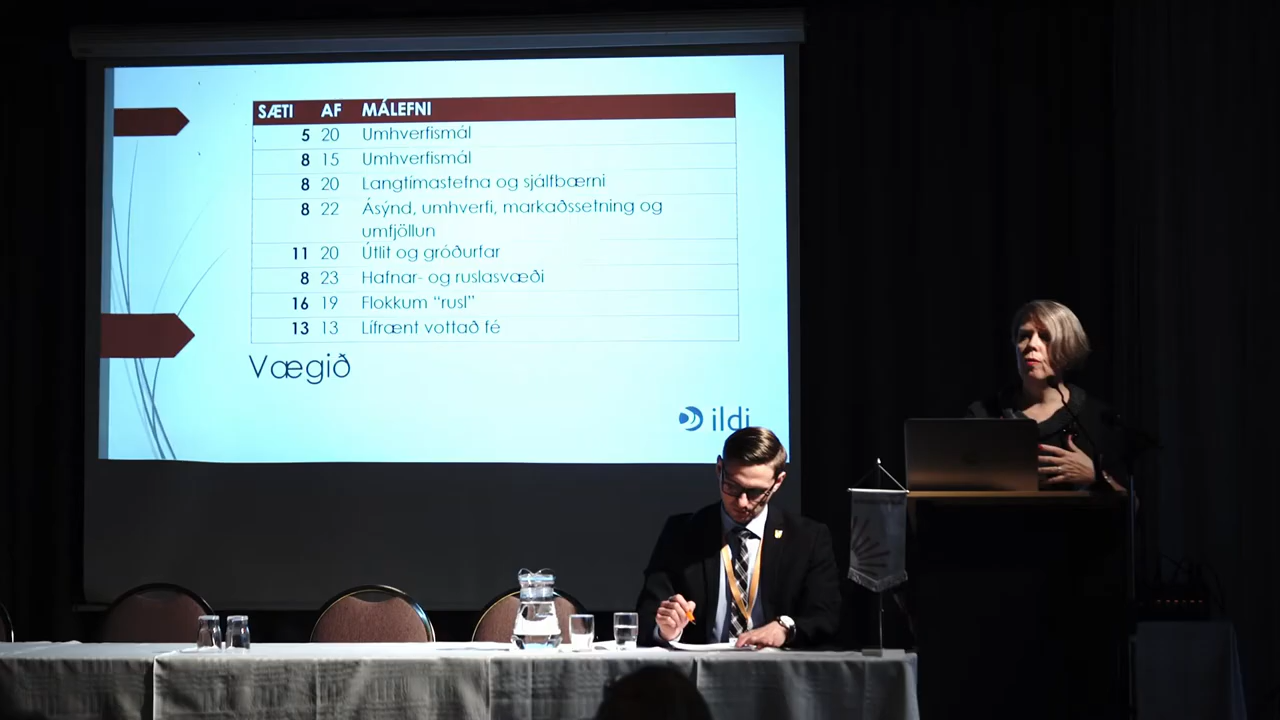 SÆTI AF MÁLEFNI
5 20 Umhverfismál
8 15 Umhverfismál
8 20 Langtímastefna og sjálfbærni
8 22 Ásýnd, umhverfi, markaðssetning og
umfjöllun
11 20 Útlit og gróðurfar
8 23 Hafnar- og ruslasvæði
16 19 Flokkum “rusl”
13 13 Lífrænt vottað fé
Vægið
ildi